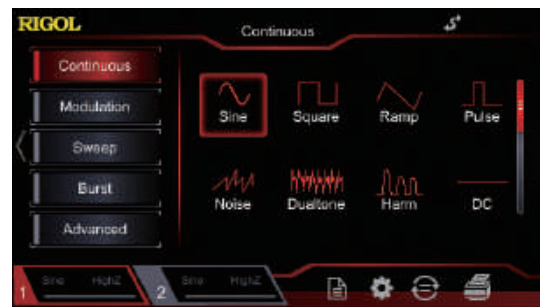 RIGOL
Continuous
Continuous
Modulation
Sweep
Burst
Advanced
Sine Square Ramp Pulse
Noise Dualtone Harm DC
1 Sine HighZ 2 Sine HighZ